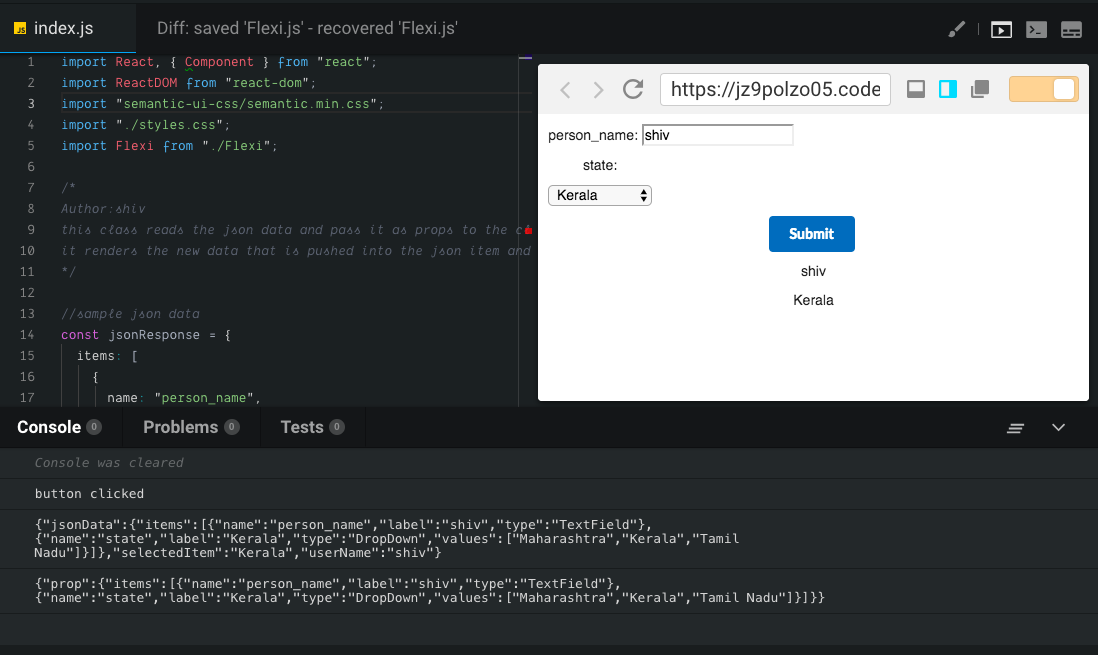 JS index.js
Diff: saved 'Flexi.js' - recovered 'Flexi.js'
1 import React, { Component } from "react";
2 import ReactDOM from "react-dom";
3 import "semantic-ui-css/semantic.min.css";
4 import "./styles.css";
5 import Flexi from "./Flexi";
6
7 /*
8 Author:shiv
9 this class reads the json data and pass it as props to the
10 it renders the new data that is pushed into the json item and
11 */
12
13 //sample json data
14 const jsonResponse = {
15 items: [
16 {
17 name: "person_name",
https://jz9polzo05.code
person_name: shiv
state:
Kerala
Submit
shiv
Kerala
Console 0 Problems 0 Tests 0
Console was cleared
button clicked
{"jsonData":{"items":[{"name":"person_name","label":"shiv","type":"TextField"},
{"name":"state","label":"Kerala","type":"DropDown","values":["Maharashtra","Kerala","Tamil
Nadu"]}]},"selectedItem":"Kerala","userName":"shiv"}
{"prop":{"items":[{"name":"person_name","label":"shiv","type":"TextField"},
{"name":"state","label":"Kerala","type":"DropDown","values":["Maharashtra","Kerala","Tamil Nadu"]}]}}